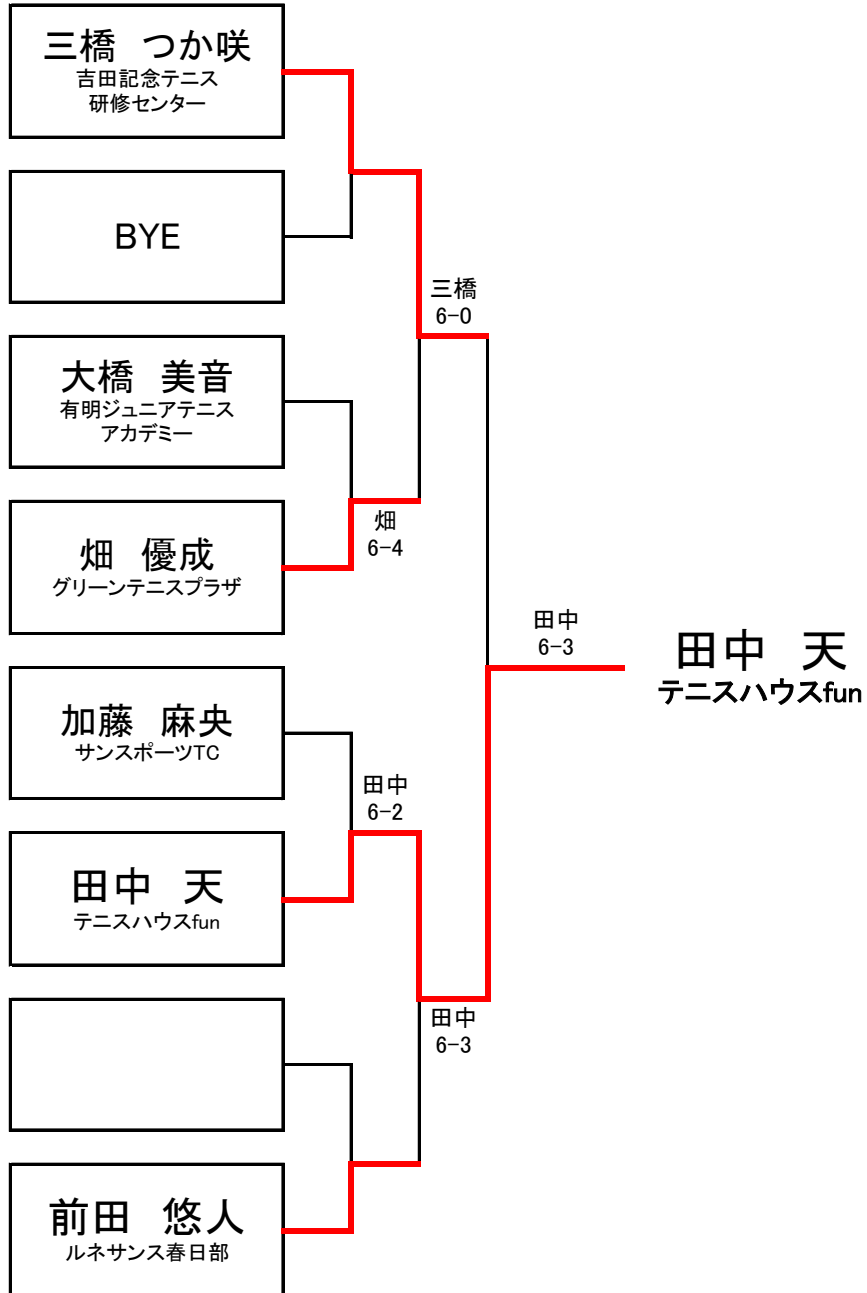 三橋　つか咲
吉田記念テニス
研修センター
BYE
三橋
6-0
大橋　美音
有明ジュニアテニス
アカデミー
畑
6-4
畑　優成
グリーンテニスプラザ
田中
6-3
田中　天
テニスハウスfun
加藤　麻央
サンスポーツTC
田中
6-2
田中　天
テニスハウスfun
田中
6-3
前田　悠人
ルネサンス春日部